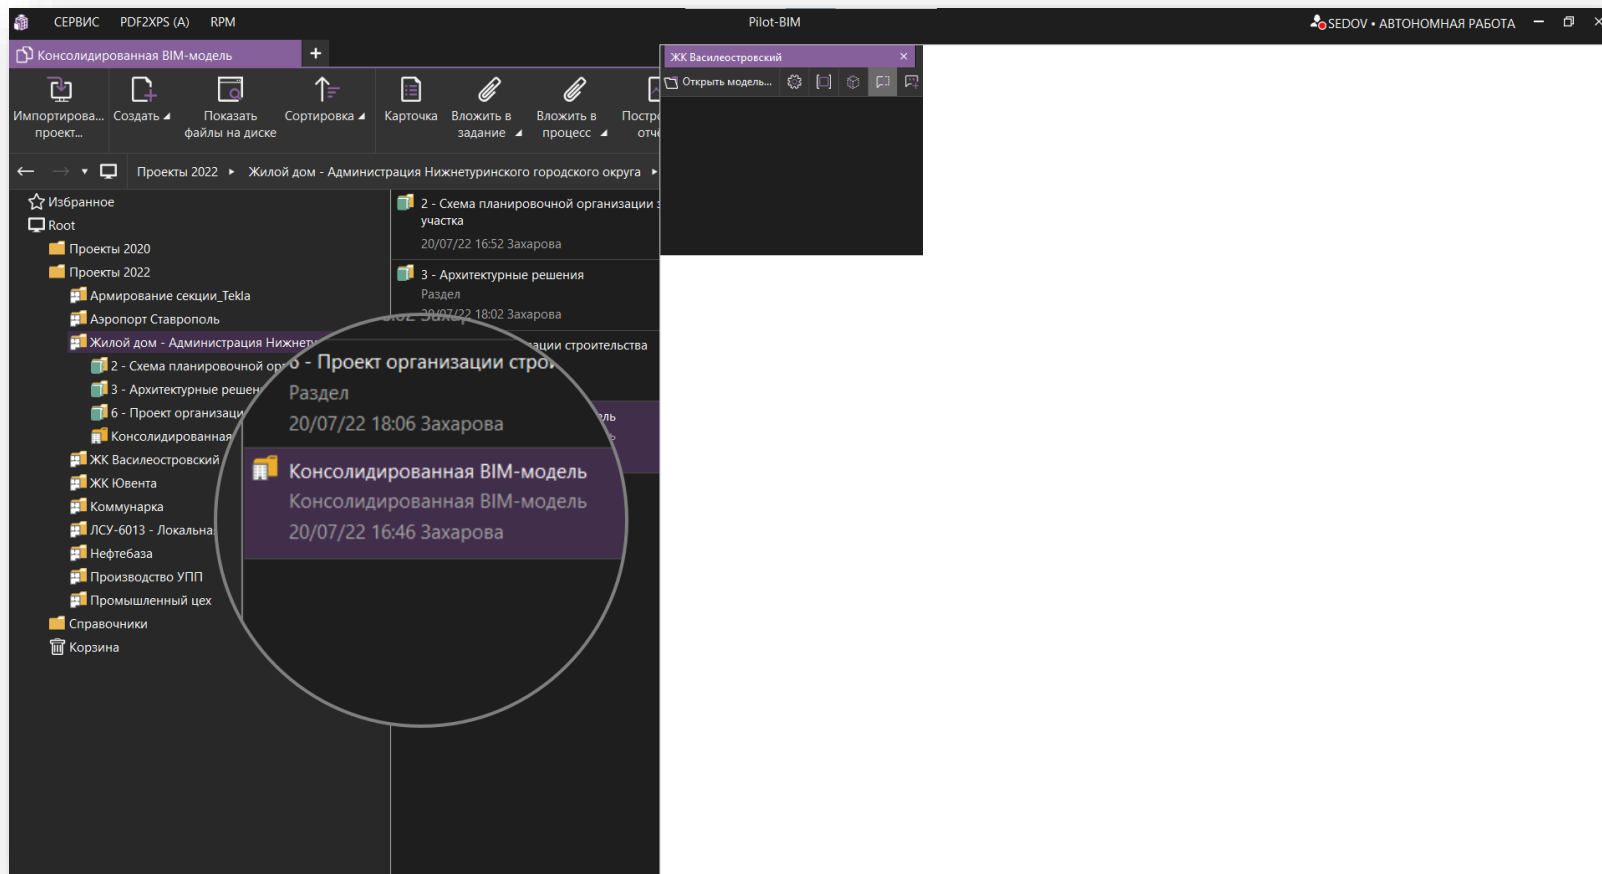 СЕРВИС PDF2XPS (A) RPM Pilot-BIM SEDOV • АВТОНОМНАЯ РАБОТА
Консолидированная BIM-модель +
Импортирова... проект...
Создать
Показать файлы на диске
Сортировка
Карточка
Вложить в задание
Вложить в процесс
Постро
отчё
Проекты 2022 ▸ Жилой дом - Администрация Нижнетуринского городского округа ▸
Избранное
Root
Проекты 2020
Проекты 2022
Армирование секции_Tekla
Аэропорт Ставрополь
Жилой дом - Администрация Нижнету
2 - Схема планировочной ор
3 - Архитектурные решен
6 - Проект организаци
Консолидированная
ЖК Василеостровский
ЖК Ювента
Коммунарка
ЛСУ-6013 - Локальна
Нефтебаза
Производство УПП
Промышленный цех
Справочники
Корзина
2 - Схема планировочной организации з
участка
20/07/22 16:52 Захарова
3 - Архитектурные решения
Раздел
20/07/22 18:02 Захарова
ации строительства
ль
6 - Проект организации строи
Раздел
20/07/22 18:06 Захарова
Консолидированная BIM-модель
Консолидированная BIM-модель
20/07/22 16:46 Захарова
ЖК Василеостровский
Открыть модель...